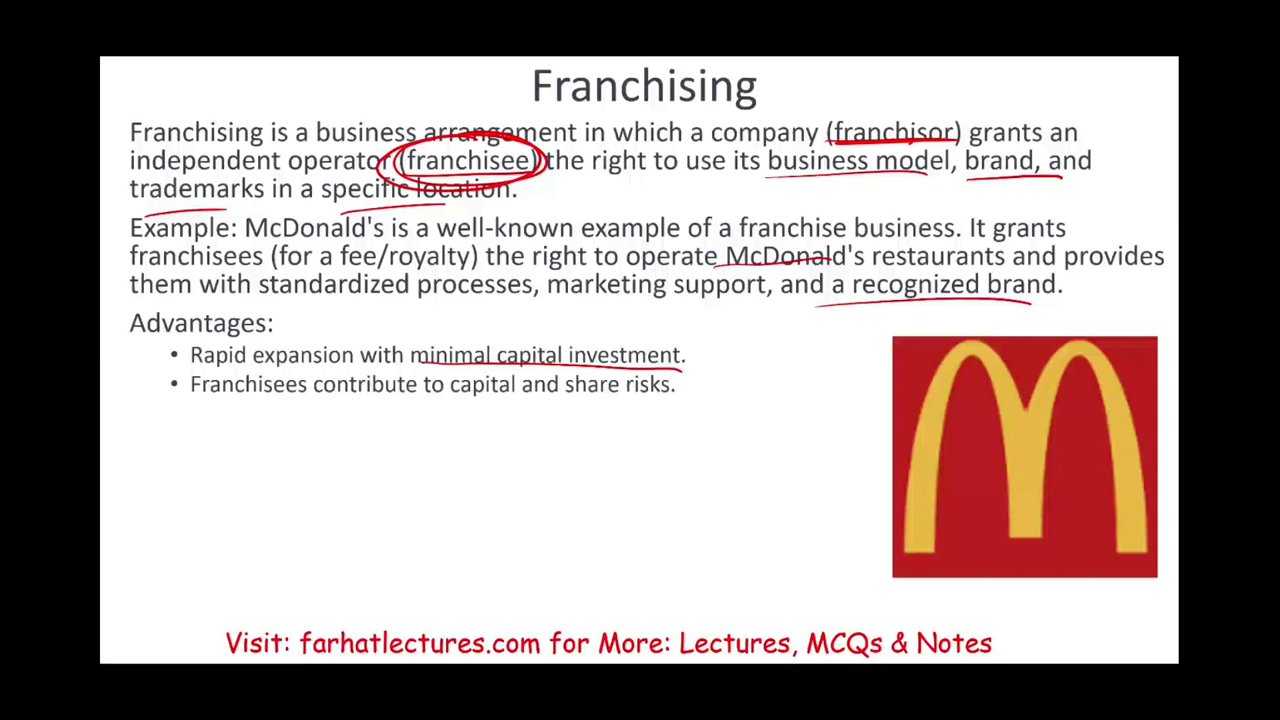 Franchising
Franchising is a business arrangement in which a company (franchisor) grants an
independent operator (franchisee) the right to use its business model, brand, and
trademarks in a specific location.
Example: McDonald's is a well-known example of a franchise business. It grants
franchisees (for a fee/royalty) the right to operate McDonald's restaurants and provides
them with standardized processes, marketing support, and a recognized brand.
Advantages:
• Rapid expansion with minimal capital investment.
• Franchisees contribute to capital and share risks.
Visit: farhatlectures.com for More: Lectures, MCQs & Notes